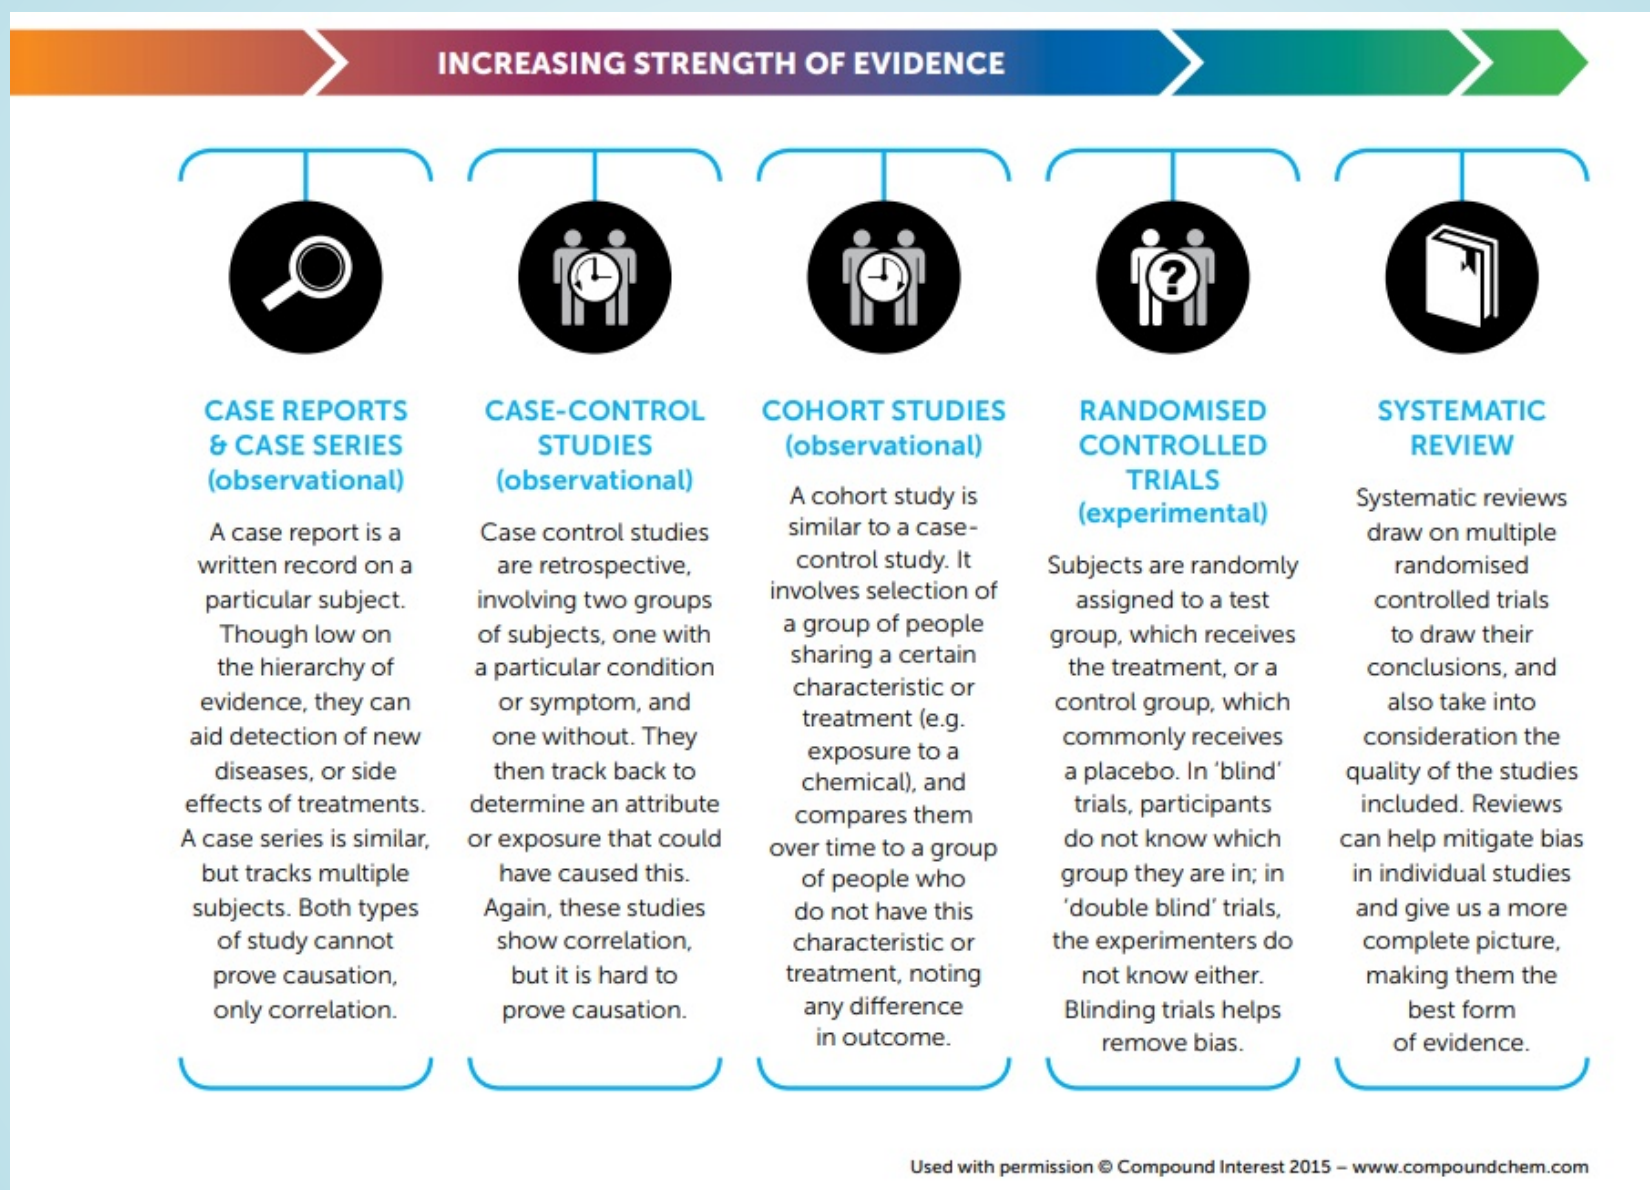 INCREASING STRENGTH OF EVIDENCE
CASE REPORTS
& CASE SERIES
(observational)
A case report is a
written record on a
particular subject.
Though low on
the hierarchy of
evidence, they can
aid detection of new
diseases, or side
effects of treatments.
A case series is similar,
but tracks multiple
subjects. Both types
of study cannot
prove causation,
only correlation.
CASE-CONTROL
STUDIES
(observational)
Case control studies
are retrospective,
involving two groups
of subjects, one with
a particular condition
or symptom, and
one without. They
then track back to
determine an attribute
or exposure that could
have caused this.
Again, these studies
show correlation,
but it is hard to
prove causation.
COHORT STUDIES
(observational)
A cohort study is
similar to a case-
control study. It
involves selection of
a group of people
sharing a certain
characteristic or
treatment (e.g.
exposure to a
chemical), and
compares them
over time to a group
of people who
do not have this
characteristic or
treatment, noting
any difference
in outcome.
?
RANDOMISED
CONTROLLED
TRIALS
(experimental)
Subjects are randomly
assigned to a test
group, which receives
the treatment, or a
control group, which
commonly receives
a placebo. In ‘blind’
trials, participants
do not know which
group they are in; in
‘double blind’ trials,
the experimenters do
not know either.
Blinding trials helps
remove bias.
SYSTEMATIC
REVIEW
Systematic reviews
draw on multiple
randomised
controlled trials
to draw their
conclusions, and
also take into
consideration the
quality of the studies
included. Reviews
can help mitigate bias
in individual studies
and give us a more
complete picture,
making them the
best form
of evidence.
Used with permission © Compound Interest 2015 – www.compoundchem.com